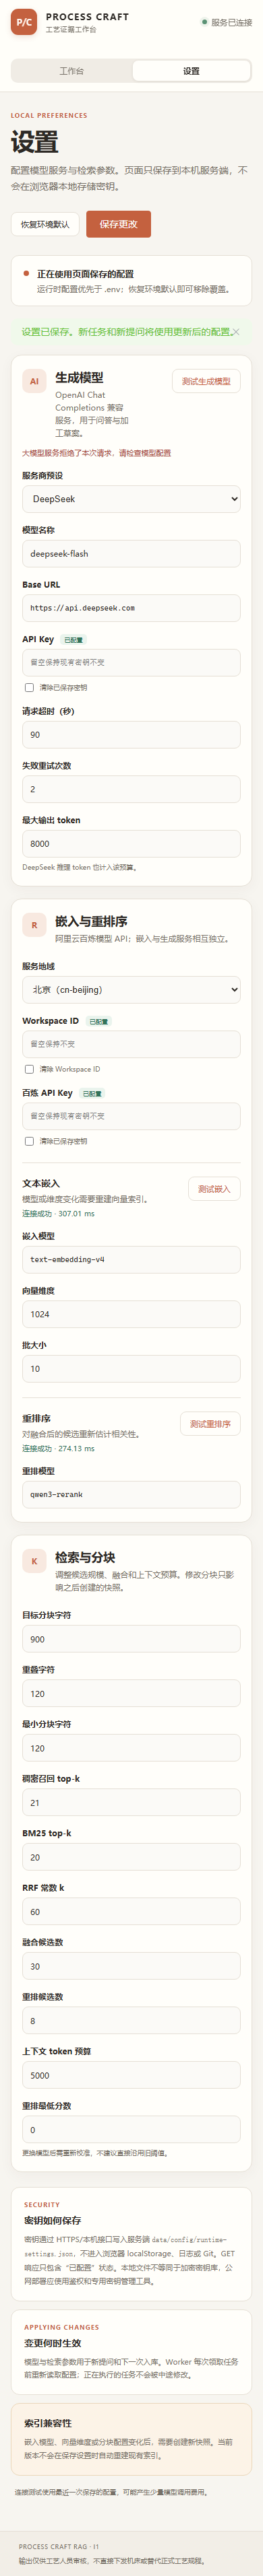 P/C
PROCESS CRAFT
工艺证据工作台
服务已连接
工作台
设置
LOCAL PREFERENCES
设置
配置模型服务与检索参数。页面只保存到本机服务端，不
会在浏览器本地存储密钥。
恢复环境默认
保存更改
正在使用页面保存的配置
运行时配置优先于 .env；恢复环境默认即可移除覆盖。
设置已保存。新任务和新提问将使用更新后的配置。×
AI
生成模型
OpenAI Chat
Completions 兼容
服务，用于问答与加
工草案。
测试生成模型
大模型服务拒绝了本次请求，请检查模型配置
服务商预设
DeepSeek
模型名称
deepseek-flash
Base URL
https://api.deepseek.com
API Key 已配置
留空保持现有密钥不变
清除已保存密钥
请求超时（秒）
90
失败重试次数
2
最大输出 token
8000
DeepSeek 推理 token 也计入该预算。
R
嵌入与重排序
阿里云百炼模型 API；嵌入与生成服务相互独立。
服务地域
北京（cn-beijing）
Workspace ID 已配置
留空保持不变
清除 Workspace ID
百炼 API Key 已配置
留空保持现有密钥不变
清除已保存密钥
文本嵌入
模型或维度变化需要重建向量索引。
连接成功 · 307.01 ms
测试嵌入
嵌入模型
text-embedding-v4
向量维度
1024
批大小
10
重排序
对融合后的候选重新估计相关性。
连接成功 · 274.13 ms
测试重排序
重排模型
qwen3-rerank
K
检索与分块
调整候选规模、融合和上下文预算。修改分块只影
响之后创建的快照。
目标分块字符
900
重叠字符
120
最小分块字符
120
稠密召回 top-k
21
BM25 top-k
20
RRF 常数 k
60
融合候选数
30
重排候选数
8
上下文 token 预算
5000
重排最低分数
0
更换模型后需重新校准，不建议直接沿用旧阈值。
SECURITY
密钥如何保存
密钥通过 HTTPS/本机接口写入服务端 data/config/runtime-
settings.json，不进入浏览器 localStorage、日志或 Git。GET
响应只包含“已配置”状态。本地文件不等同于加密密钥库，公
网部署应使用鉴权和专用密钥管理工具。
APPLYING CHANGES
变更何时生效
模型与检索参数用于新提问和下一次入库。Worker 每次领取任务
前重新读取配置；正在执行的任务不会被中途修改。
索引兼容性
嵌入模型、向量维度或分块配置变化后，需要创建新快照。当前
版本不会在保存设置时自动重建现有索引。
连接测试使用最近一次保存的配置，可能产生少量模型调用费用。
PROCESS CRAFT RAG · I1
输出仅供工艺人员审核，不直接下发机床或替代正式工艺规程。